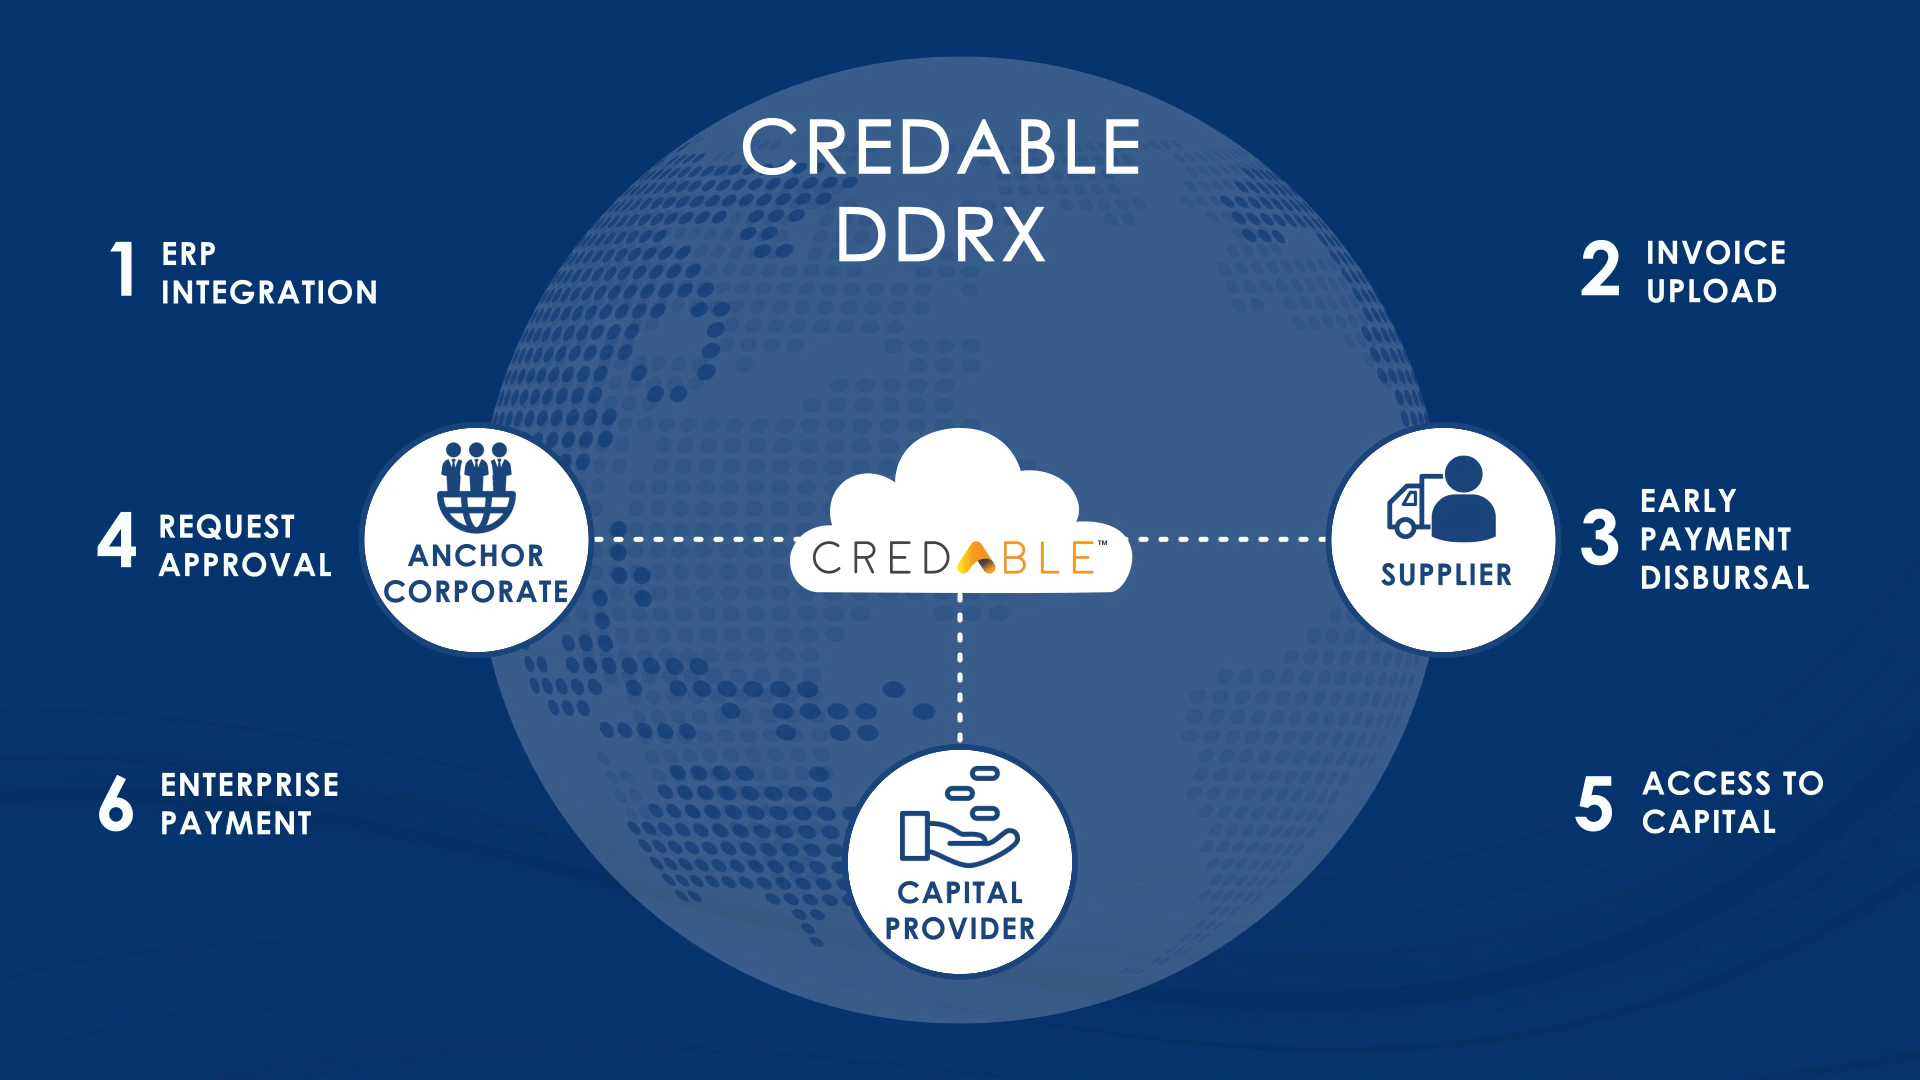 CREDABLE
DDRX
1 ERP
INTEGRATION
2 INVOICE
UPLOAD
ANCHOR
CORPORATE
CREDABLE™
SUPPLIER
3 EARLY
PAYMENT
DISBURSAL
4 REQUEST
APPROVAL
CAPITAL
PROVIDER
5 ACCESS TO
CAPITAL
6 ENTERPRISE
PAYMENT